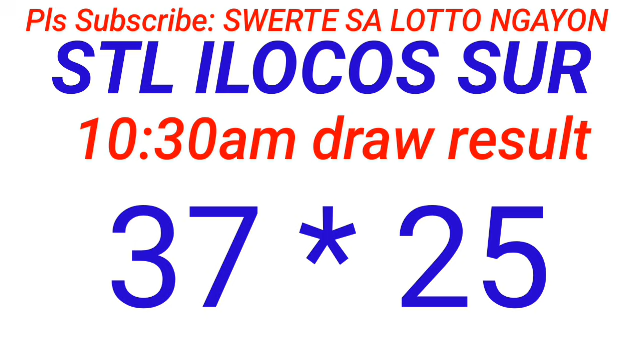 Pls Subscribe: SWERTE SA LOTTO NGAYON
STL ILOCOS SUR
10:30am draw result
37 * 25